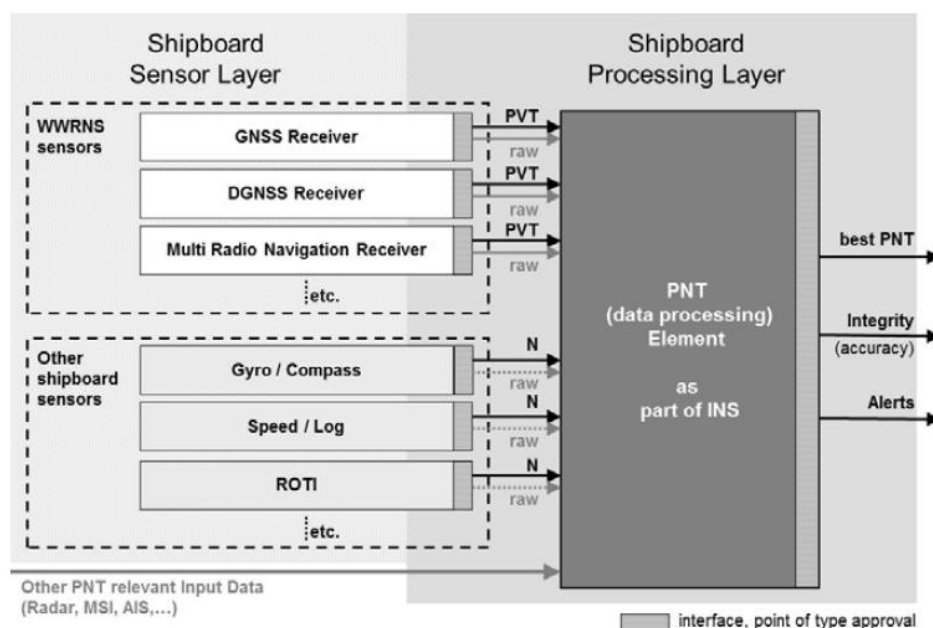 Shipboard
Sensor Layer
Shipboard
Processing Layer
WWRNS
sensors
GNSS Receiver
PVT
raw
DGNSS Receiver
PVT
raw
Multi Radio Navigation Receiver
PVT
raw
etc.
Other
shipboard
sensors
Gyro / Compass
N
raw
Speed / Log
N
raw
ROTI
N
raw
etc.
PNT
(data processing)
Element
as
part of INS
best PNT
Integrity
(accuracy)
Alerts
Other PNT relevant Input Data
(Radar, MSI, AIS,...)
interface, point of type approval